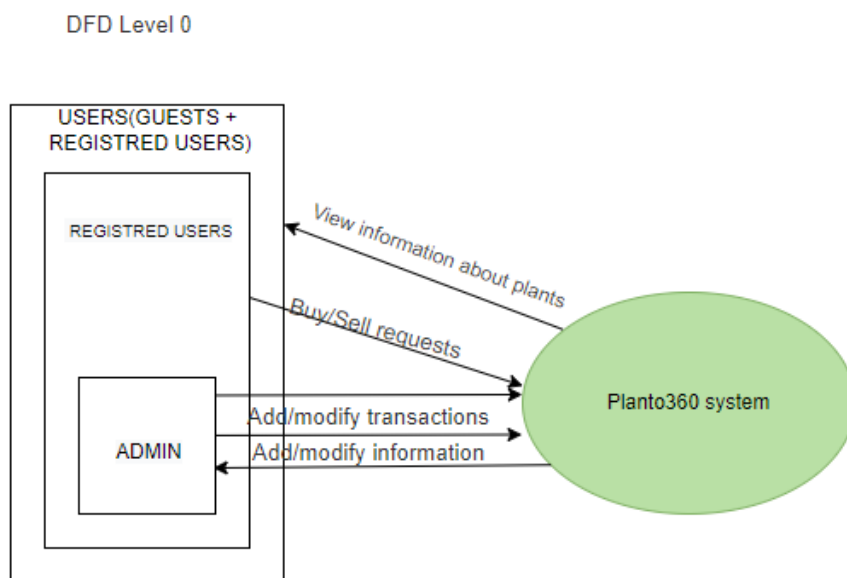 DFD Level 0
USERS(GUESTS +
REGISTRED USERS)
REGISTRED USERS
View information about plants
Buy/Sell requests
Planto360 system
Add/modify transactions
ADMIN
Add/modify information